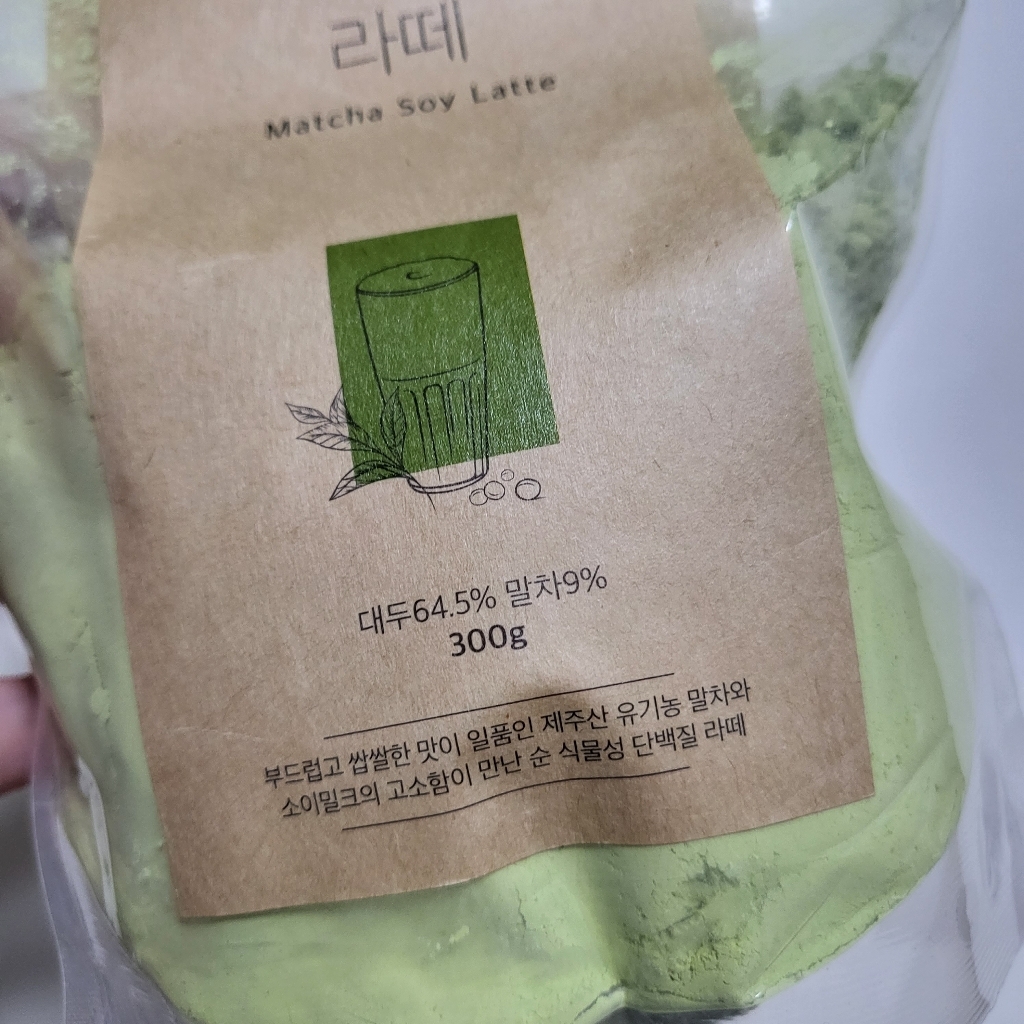 라떼
Matcha Soy Latte
대두64.5% 말차9%
300g
부드럽고 쌉쌀한 맛이 일품인 제주산 유기농 말차와
소이밀크의 고소함이 만난 순 식물성 단백질 라떼